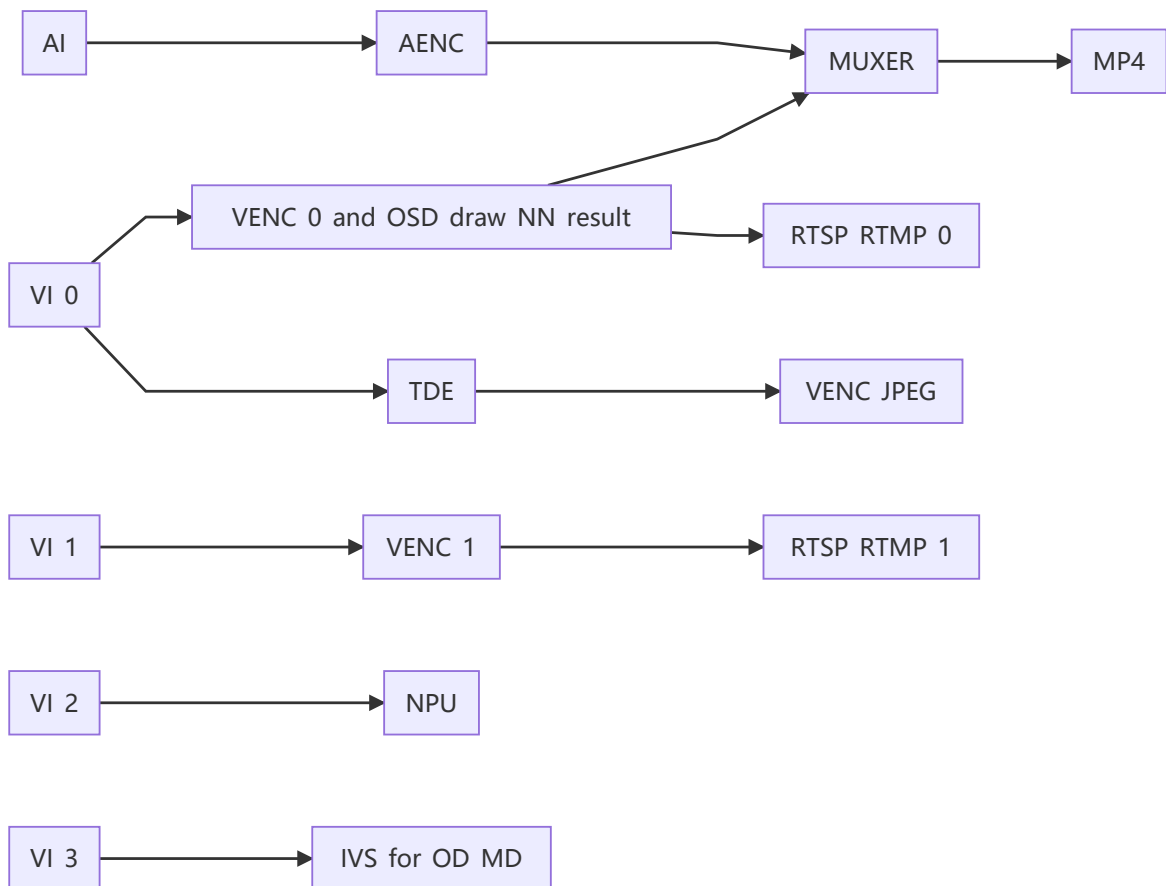 AI
AENC
MUXER
MP4
VENC 0 and OSD draw NN result
RTSP RTMP 0
VI 0
TDE
VENC JPEG
VI 1
VENC 1
RTSP RTMP 1
VI 2
NPU
VI 3
IVS for OD MD